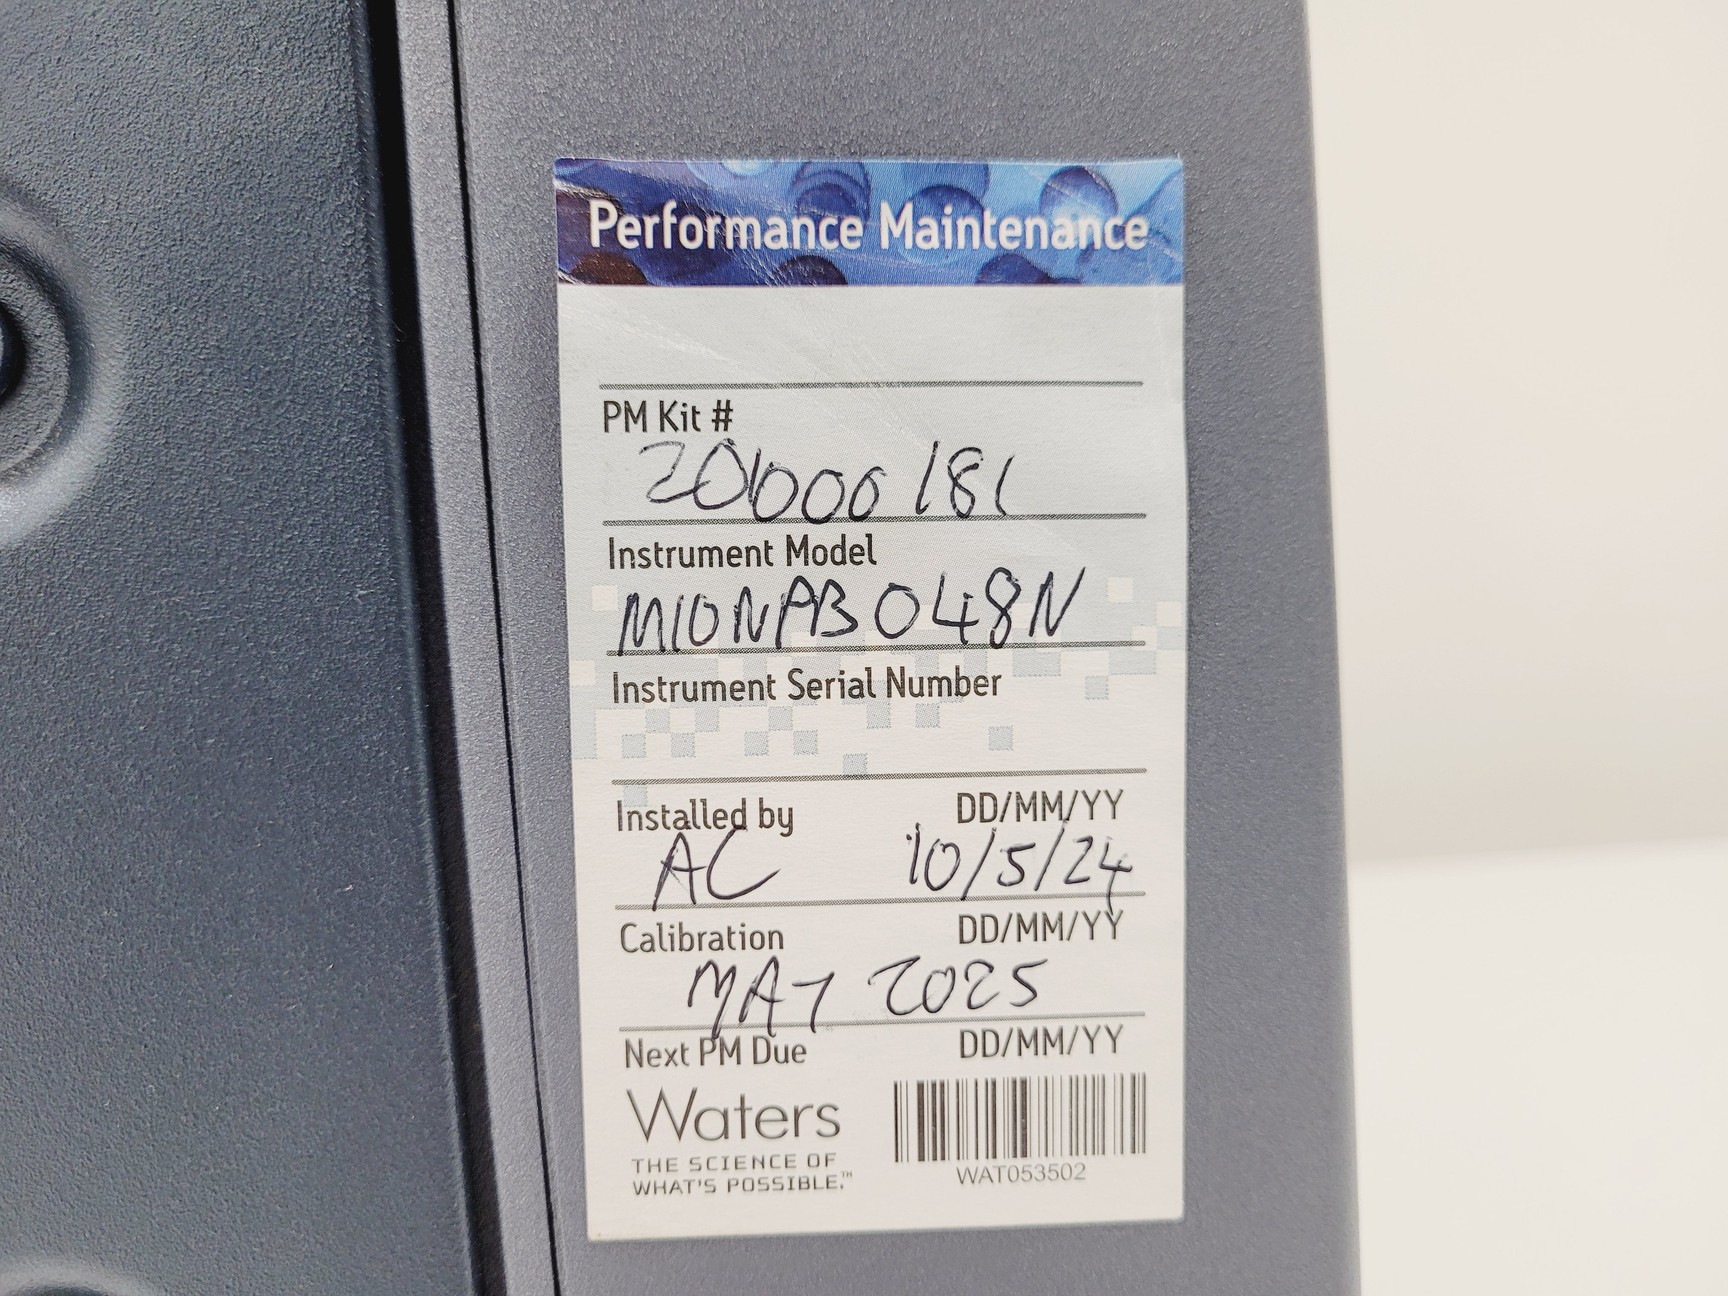 Performance Maintenance
PM Kit #
201000181
Instrument Model
M10NAB048N
Instrument Serial Number
Installed by DD/MM/YY
AC 10/5/24
Calibration DD/MM/YY
MAY 2025
Next PM Due DD/MM/YY
Waters
THE SCIENCE OF
WHAT'S POSSIBLE.™
WAT053502